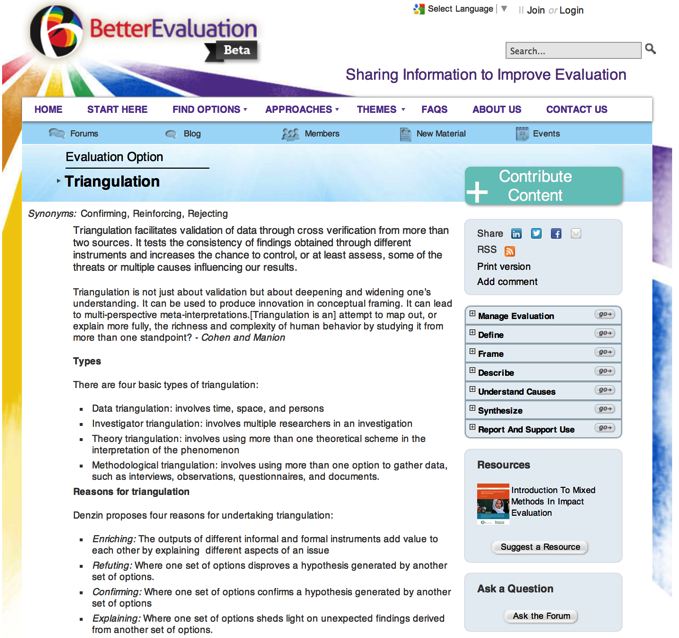 Select Language ▼ || Join or Login
BetterEvaluation
Beta
Search...
Sharing Information to Improve Evaluation
HOME START HERE FIND OPTIONS APPROACHES THEMES FAQS ABOUT US CONTACT US
Forums Blog Members New Material Events
Evaluation Option
Triangulation
Synonyms: Confirming, Reinforcing, Rejecting
Triangulation facilitates validation of data through cross verification from more than
two sources. It tests the consistency of findings obtained through different
instruments and increases the chance to control, or at least assess, some of the
threats or multiple causes influencing our results.
Triangulation is not just about validation but about deepening and widening one's
understanding. It can be used to produce innovation in conceptual framing. It can lead
to multi-perspective meta-interpretations.[Triangulation is an] attempt to map out, or
explain more fully, the richness and complexity of human behavior by studying it from
more than one standpoint? - Cohen and Manion
Types
There are four basic types of triangulation:
Data triangulation: involves time, space, and persons
Investigator triangulation: involves multiple researchers in an investigation
Theory triangulation: involves using more than one theoretical scheme in the
interpretation of the phenomenon
Methodological triangulation: involves using more than one option to gather data,
such as interviews, observations, questionnaires, and documents.
Reasons for triangulation
Denzin proposes four reasons for undertaking triangulation:
Enriching: The outputs of different informal and formal instruments add value to
each other by explaining different aspects of an issue
Refuting: Where one set of options disproves a hypothesis generated by another
set of options.
Confirming: Where one set of options confirms a hypothesis generated by another
set of options
Explaining: Where one set of options sheds light on unexpected findings derived
from another set of options.
+ Contribute
Content
Share
RSS
Print version
Add comment
Manage Evaluation go→
Define go→
Frame go→
Describe go→
Understand Causes go→
Synthesize go→
Report And Support Use go→
Resources
Introduction To Mixed
Methods In Impact
Evaluation
Suggest a Resource
Ask a Question
Ask the Forum